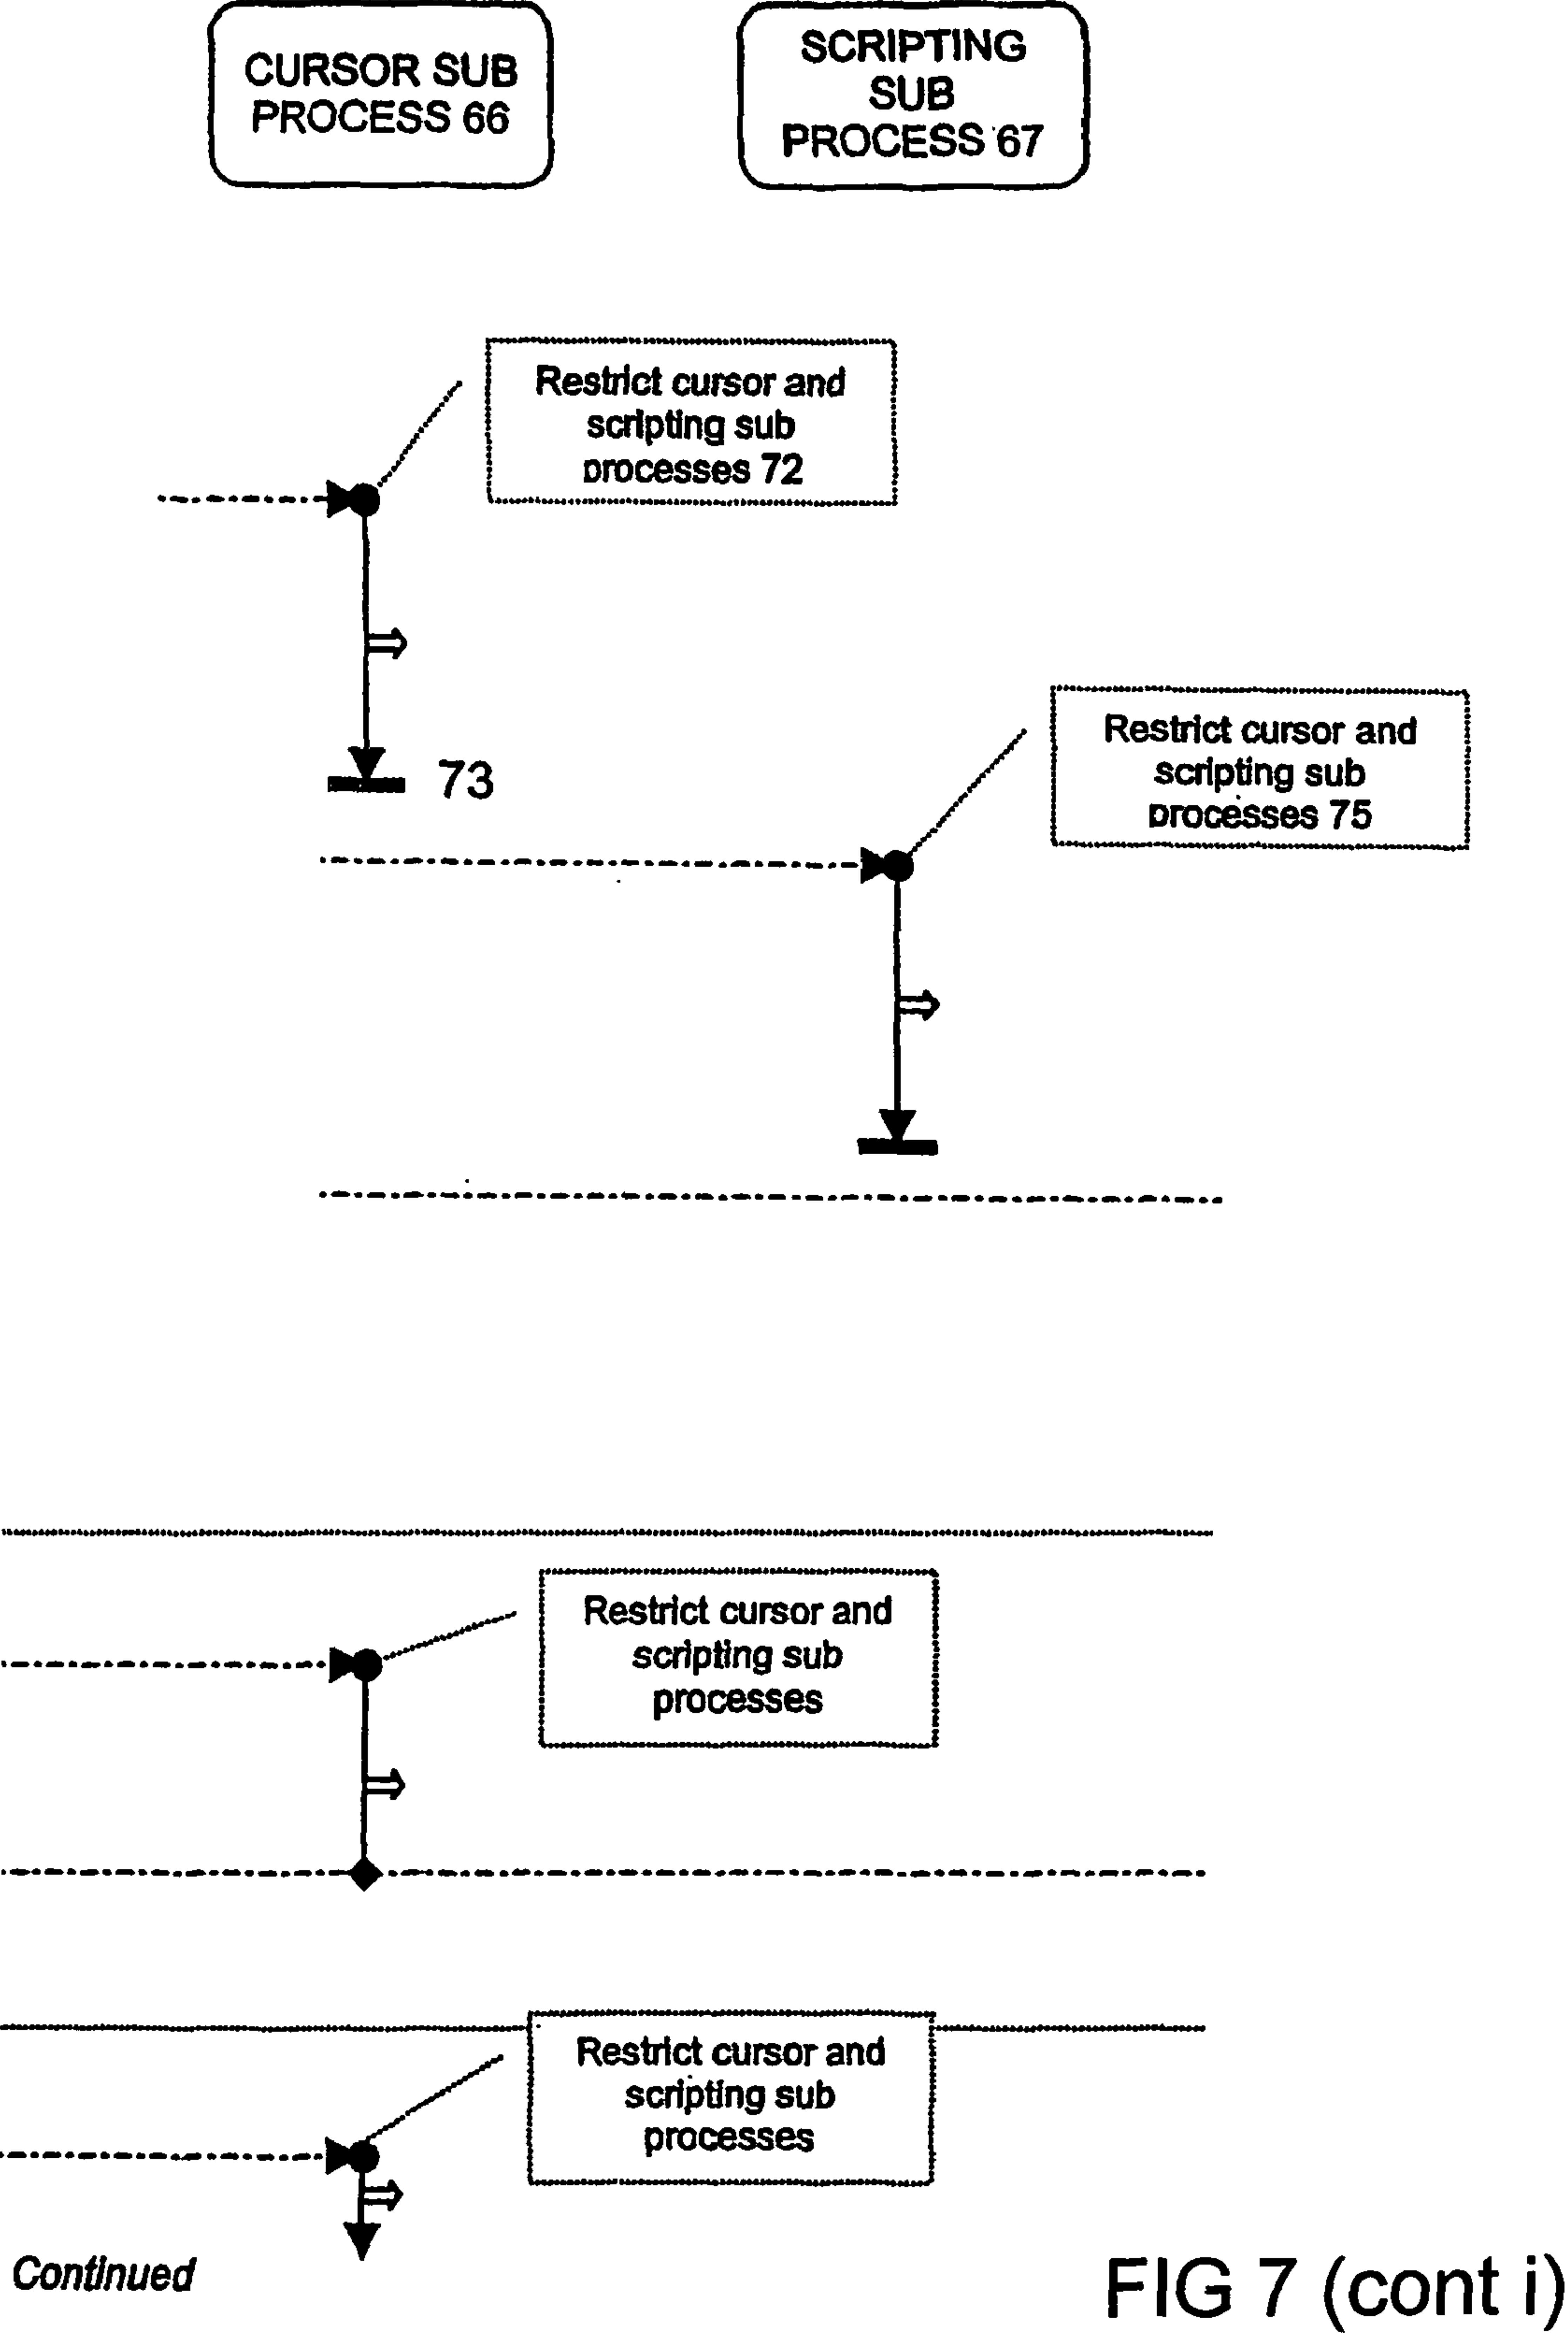 CURSOR SUB
PROCESS 66
SCRIPTING
SUB
PROCESS 67
Restrict cursor and
scripting sub
processes 72
73
Restrict cursor and
scripting sub
processes 75
Restrict cursor and
scripting sub
processes
Restrict cursor and
scripting sub
processes
Continued
FIG 7 (cont i)